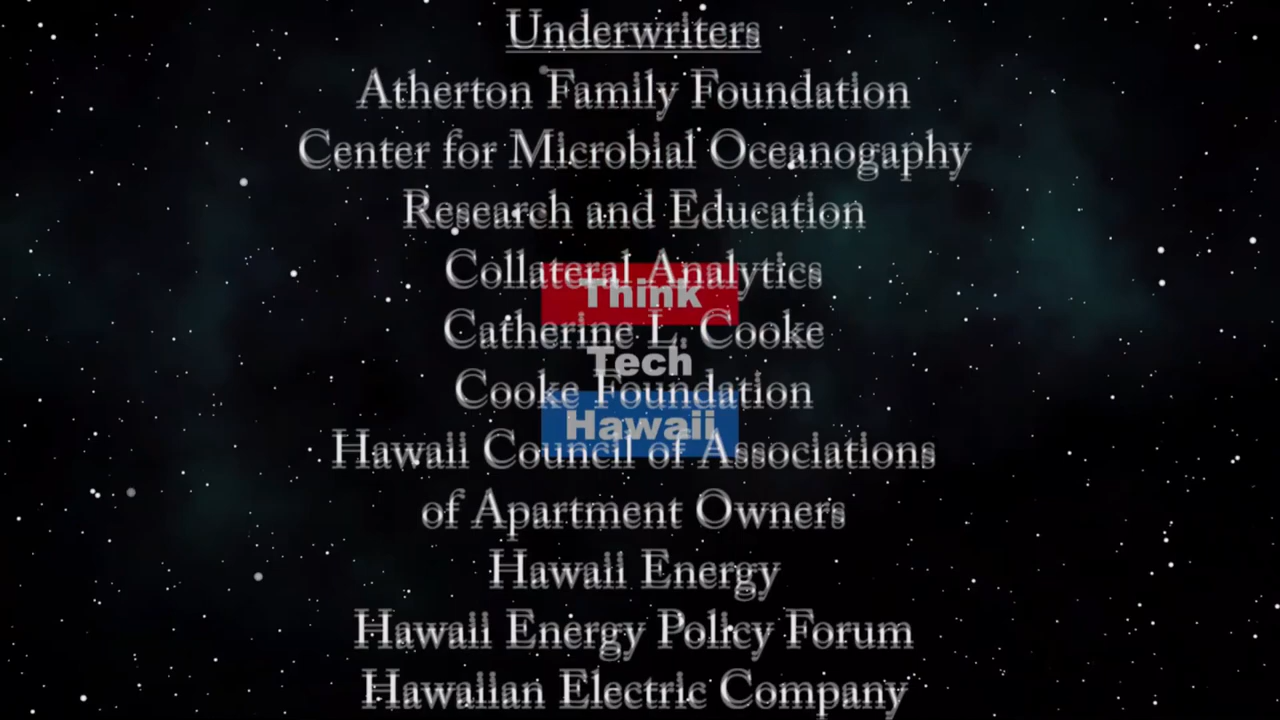 Underwriters
Atherton Family Foundation
Center for Microbial Oceanogaphy
Research and Education
Collateral Analytics
Think
Catherine L. Cooke
Tech
Cooke Foundation
Hawaii
Hawaii Council of Associations
of Apartment Owners
Hawaii Energy
Hawaii Energy Policy Forum
Hawaiian Electric Company